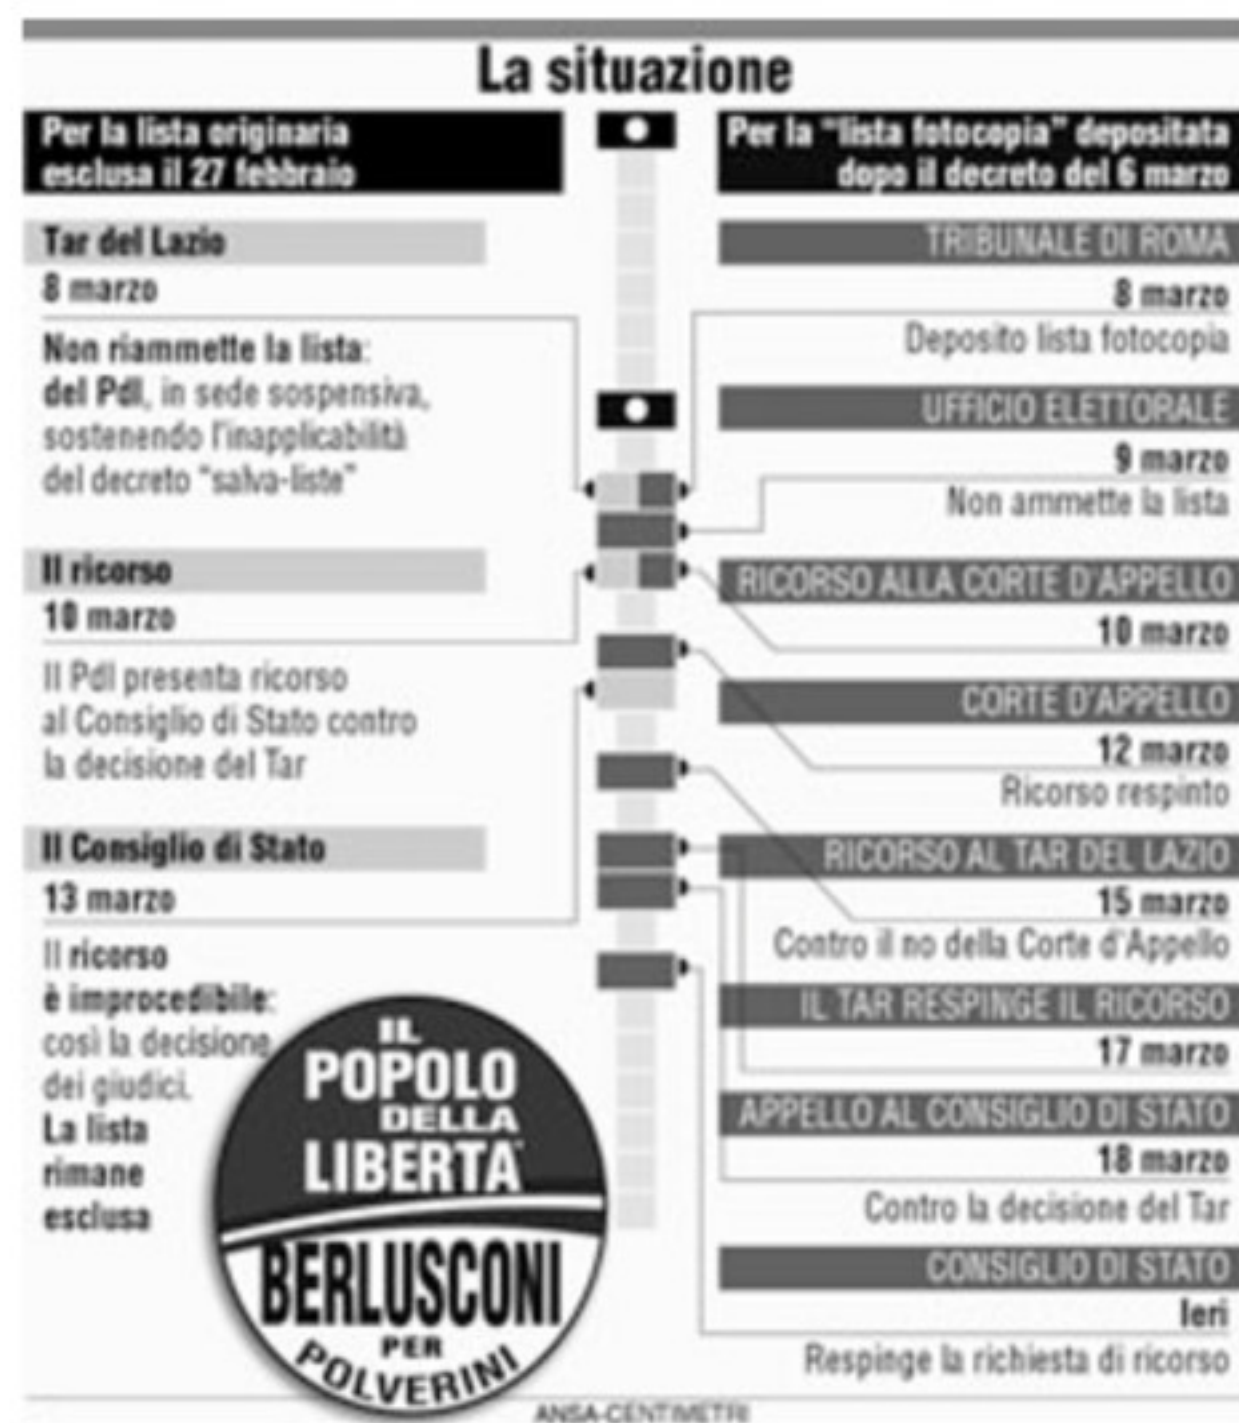 La situazione
Per la lista originaria
esclusa il 27 febbraio
Tar del Lazio
8 marzo
Non riammette la lista:
del Pdl, in sede sospensiva,
sostenendo l'inapplicabilità
del decreto "salva-liste"
Il ricorso
10 marzo
Il Pdl presenta ricorso
al Consiglio di Stato contro
la decisione del Tar
Il Consiglio di Stato
13 marzo
Il ricorso
è improcedibile:
così la decisione
dei giudici.
La lista
rimane
esclusa
IL
POPOLO
DELLA
LIBERTÀ
BERLUSCONI
PER
POLVERINI
Per la "lista fotocopia" depositata
dopo il decreto del 6 marzo
TRIBUNALE DI ROMA
8 marzo
Deposito lista fotocopia
UFFICIO ELETTORALE
9 marzo
Non ammette la lista
RICORSO ALLA CORTE D'APPELLO
10 marzo
CORTE D'APPELLO
12 marzo
Ricorso respinto
RICORSO AL TAR DEL LAZIO
15 marzo
Contro il no della Corte d'Appello
IL TAR RESPINGE IL RICORSO
17 marzo
APPELLO AL CONSIGLIO DI STATO
18 marzo
Contro la decisione del Tar
CONSIGLIO DI STATO
Ieri
Respinge la richiesta di ricorso
ANSA-CENTIMETRI